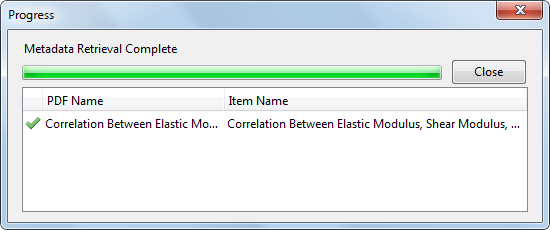 Progress
Metadata Retrieval Complete
Close
PDF Name Item Name
Correlation Between Elastic Mo... Correlation Between Elastic Modulus, Shear Modulus, ...